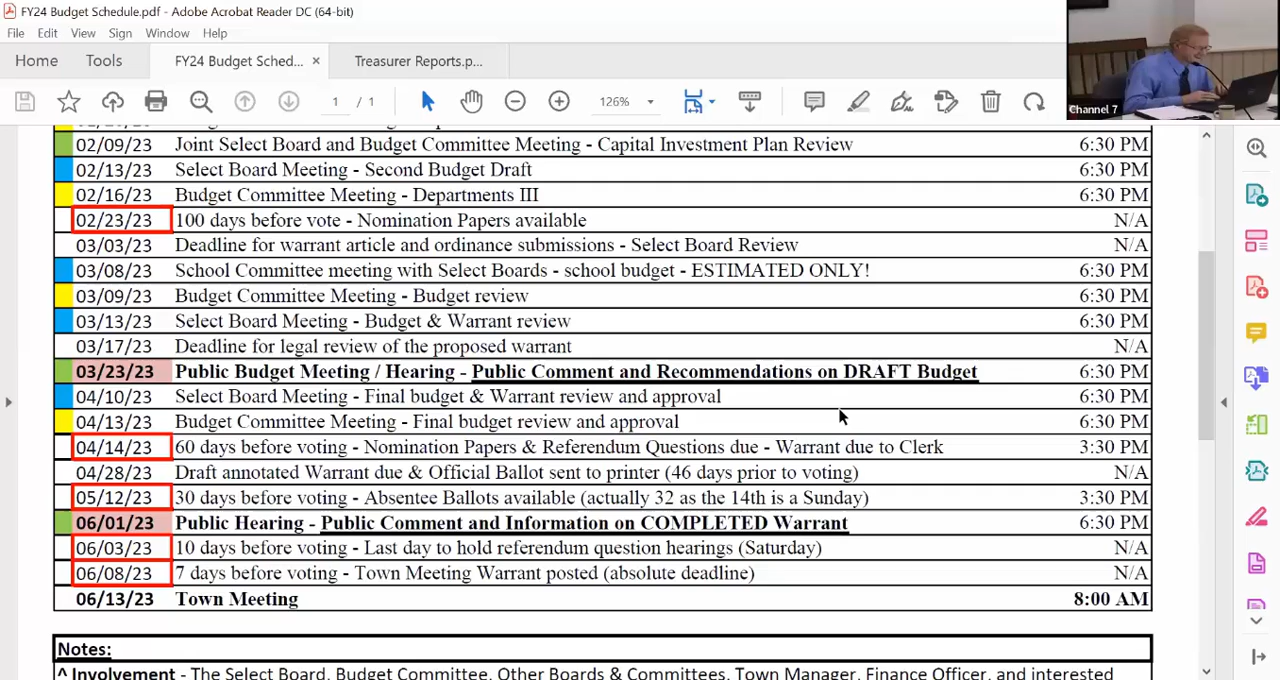 FY24 Budget Schedule.pdf - Adobe Acrobat Reader DC (64-bit)
File Edit View Sign Window Help
Home Tools FY24 Budget Sched... × Treasurer Reports.p...
1 / 1 126%
Channel 7
02/09/23 Joint Select Board and Budget Committee Meeting - Capital Investment Plan Review 6:30 PM
02/13/23 Select Board Meeting - Second Budget Draft 6:30 PM
02/16/23 Budget Committee Meeting - Departments III 6:30 PM
02/23/23 100 days before vote - Nomination Papers available N/A
03/03/23 Deadline for warrant article and ordinance submissions - Select Board Review N/A
03/08/23 School Committee meeting with Select Boards - school budget - ESTIMATED ONLY! 6:30 PM
03/09/23 Budget Committee Meeting - Budget review 6:30 PM
03/13/23 Select Board Meeting - Budget & Warrant review 6:30 PM
03/17/23 Deadline for legal review of the proposed warrant N/A
03/23/23 Public Budget Meeting / Hearing - Public Comment and Recommendations on DRAFT Budget 6:30 PM
04/10/23 Select Board Meeting - Final budget & Warrant review and approval 6:30 PM
04/13/23 Budget Committee Meeting - Final budget review and approval 6:30 PM
04/14/23 60 days before voting - Nomination Papers & Referendum Questions due - Warrant due to Clerk 3:30 PM
04/28/23 Draft annotated Warrant due & Official Ballot sent to printer (46 days prior to voting) N/A
05/12/23 30 days before voting - Absentee Ballots available (actually 32 as the 14th is a Sunday) 3:30 PM
06/01/23 Public Hearing - Public Comment and Information on COMPLETED Warrant 6:30 PM
06/03/23 10 days before voting - Last day to hold referendum question hearings (Saturday) N/A
06/08/23 7 days before voting - Town Meeting Warrant posted (absolute deadline) N/A
06/13/23 Town Meeting 8:00 AM
Notes:
^ Involvement - The Select Board, Budget Committee, Other Boards & Committees, Town Manager, Finance Officer, and interested